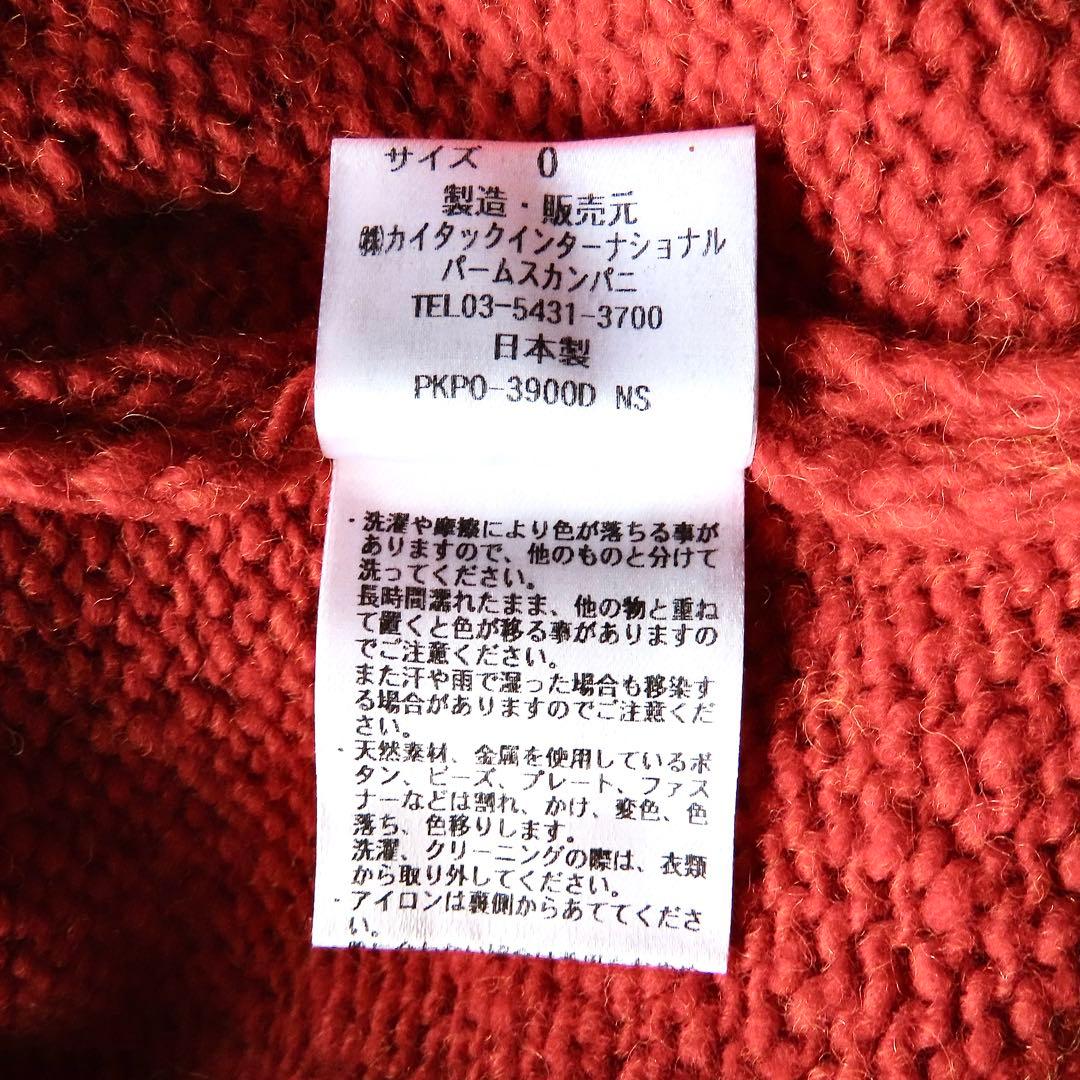 サイズ 0
製造・販売元
㈱カイタックインターナショナル
パームスカンパニー
TEL03-5431-3700
日本製
PKPO-3900D NS
・洗濯や摩擦により色が落ちる事が
ありますので、他のものと分けて
洗ってください。
長時間濡れたまま、他の物と重ね
て置くと色が移る事がありますの
でご注意ください。
また汗や雨で湿った場合も移染す
る場合がありますのでご注意くだ
さい。
・天然素材、金属を使用しているボ
タン、ビーズ、プレート、ファス
ナーなどは割れ、かけ、変色、色
落ち、色移りします。
洗濯、クリーニングの際は、衣類
から取り外してください。
・アイロンは裏側からあててくださ
い。